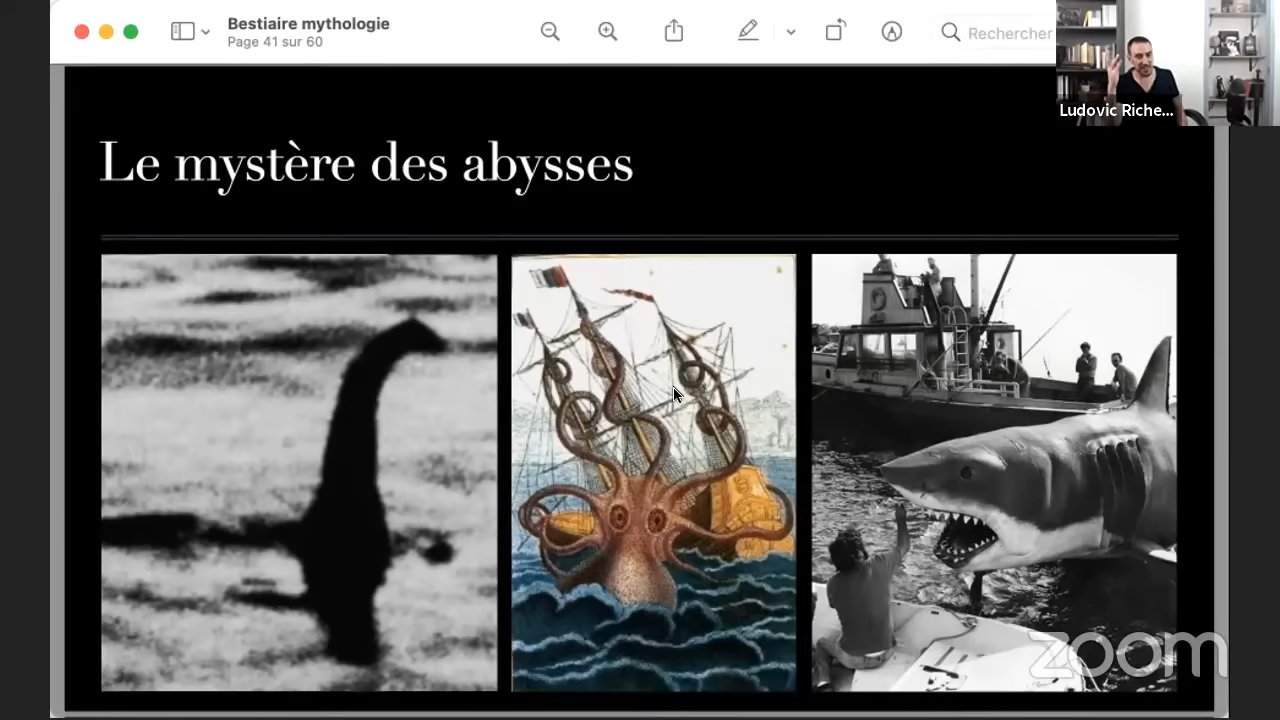 Bestiaire mythologie
Page 41 sur 60
Rechercher
Ludovic Riche...
Le mystère des abysses
zoom